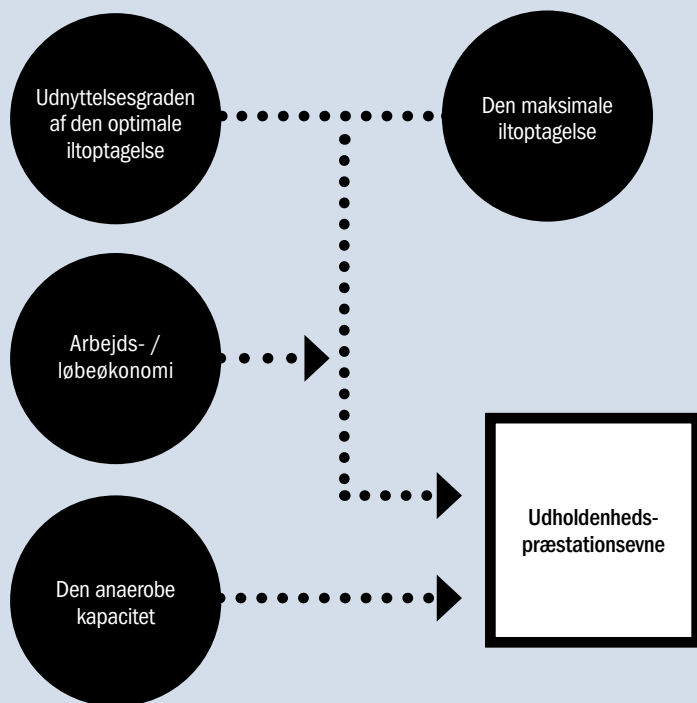 Udnyttelsesgraden
af den optimale
iltoptagelse
Den maksimale
iltoptagelse
Arbejds- /
løbeøkonomi
Udholdenheds-
præstationsevne
Den anaerobe
kapacitet